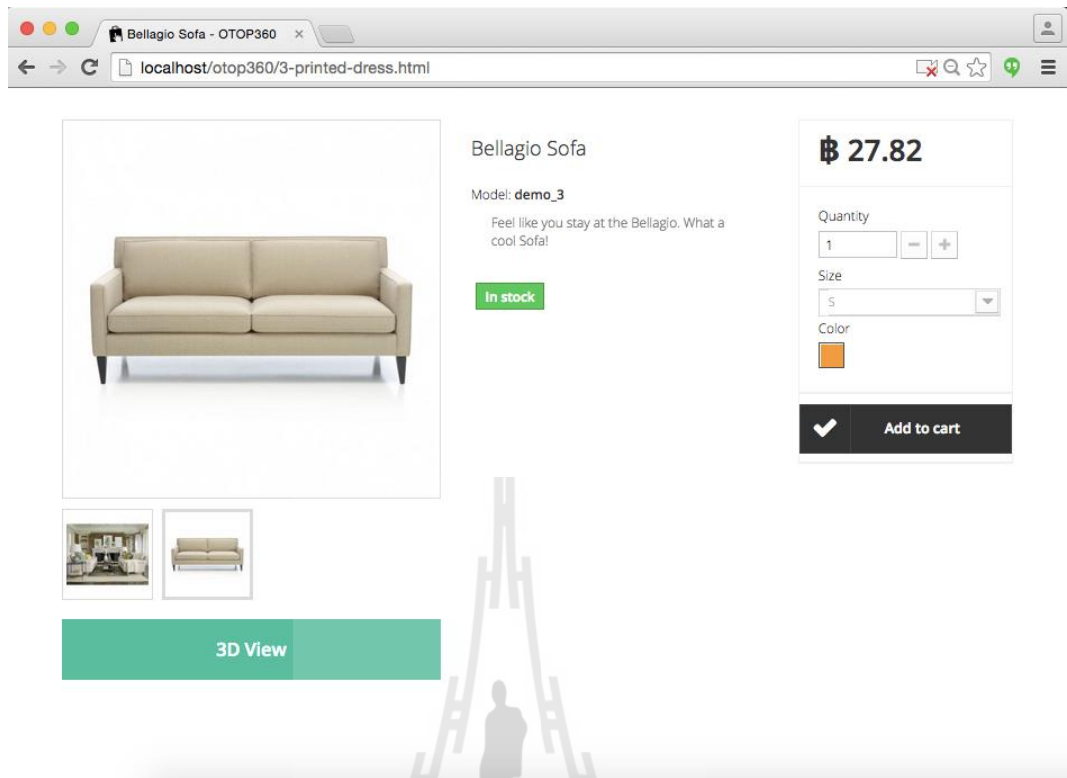 Bellagio Sofa - OTOP360
localhost/otop360/3-printed-dress.html
Bellagio Sofa
Model: demo_3
Feel like you stay at the Bellagio. What a
cool Sofa!
In stock
฿ 27.82
Quantity
1
Size
S
Color
Add to cart
3D View